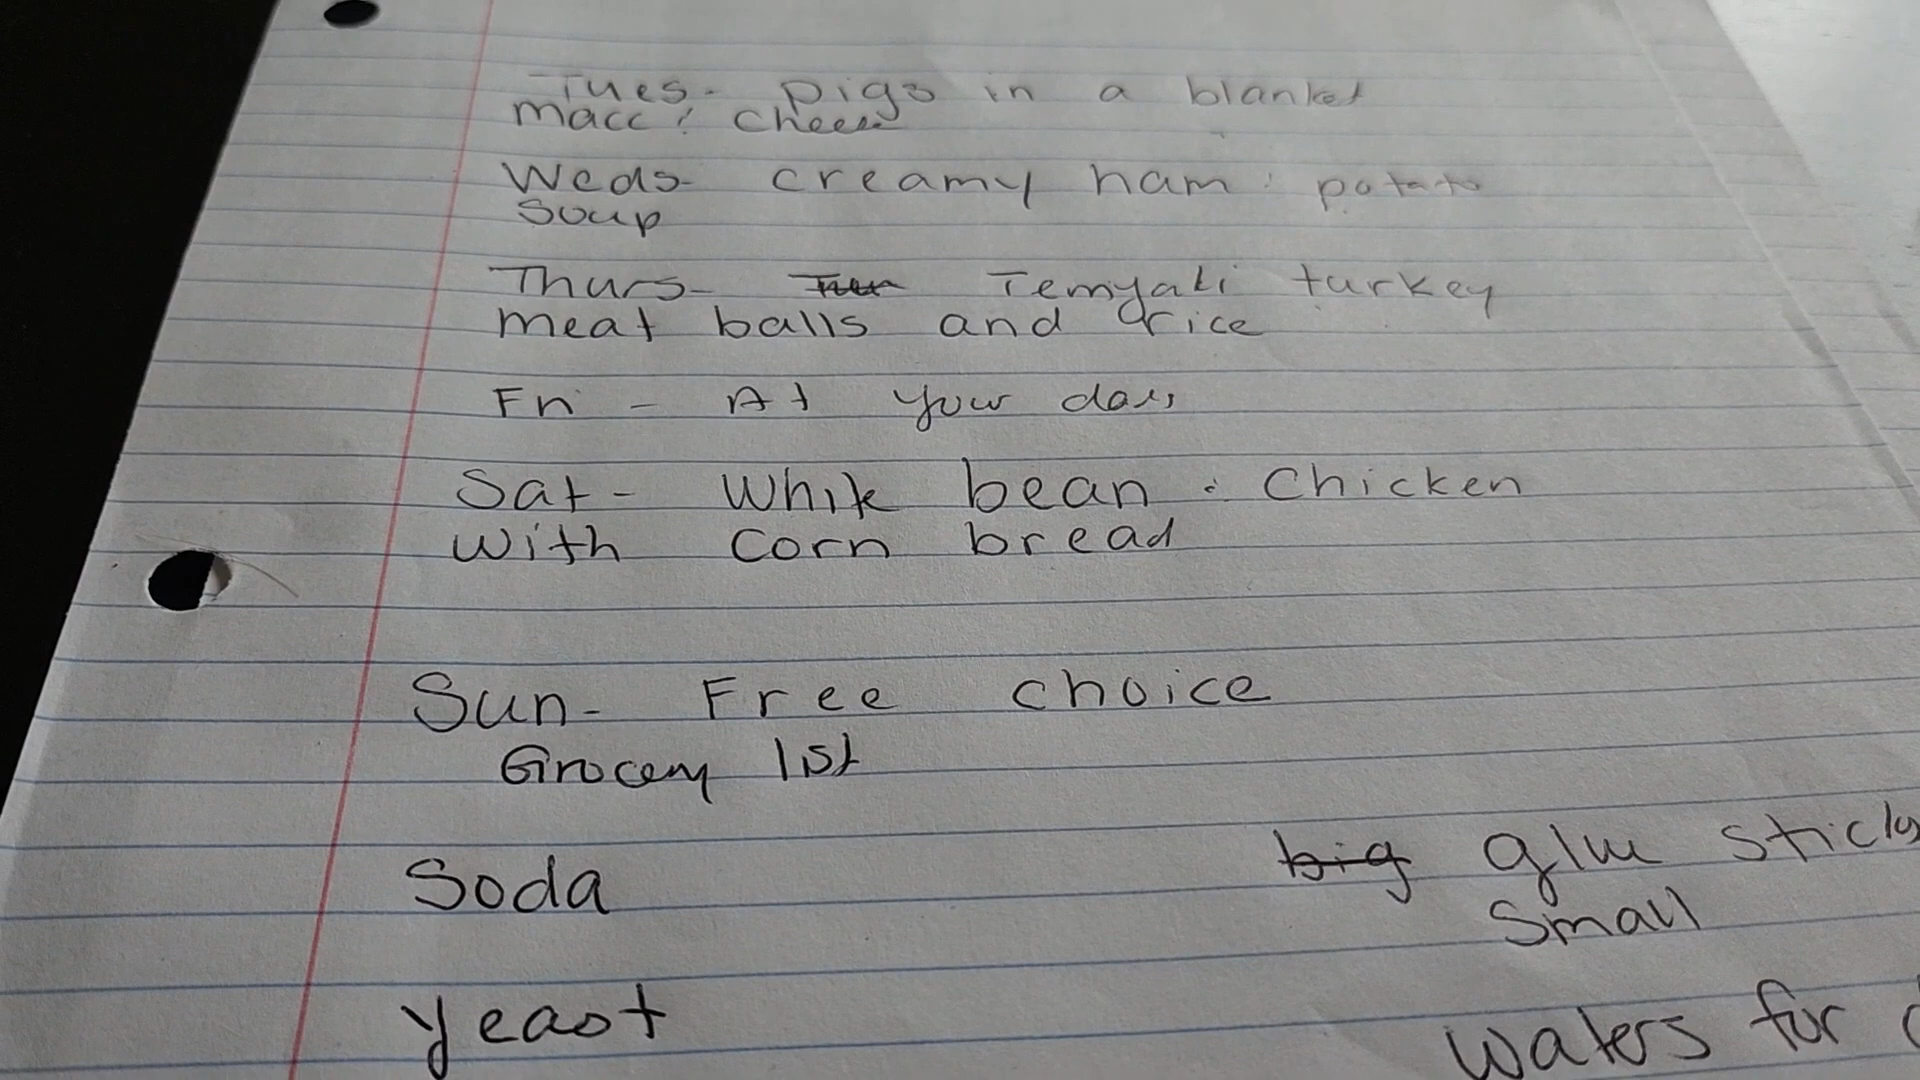 Tues- Pigs in a blanket
macc & cheese
Weds- creamy ham & potato
Soup
Thurs- Temyaki turkey
meat balls and rice
Fri - At your dads
Sat- White bean & Chicken
With Corn bread
Sun- Free choice
Grocery list
Soda
big glue sticks
Small
yeast
Waters for